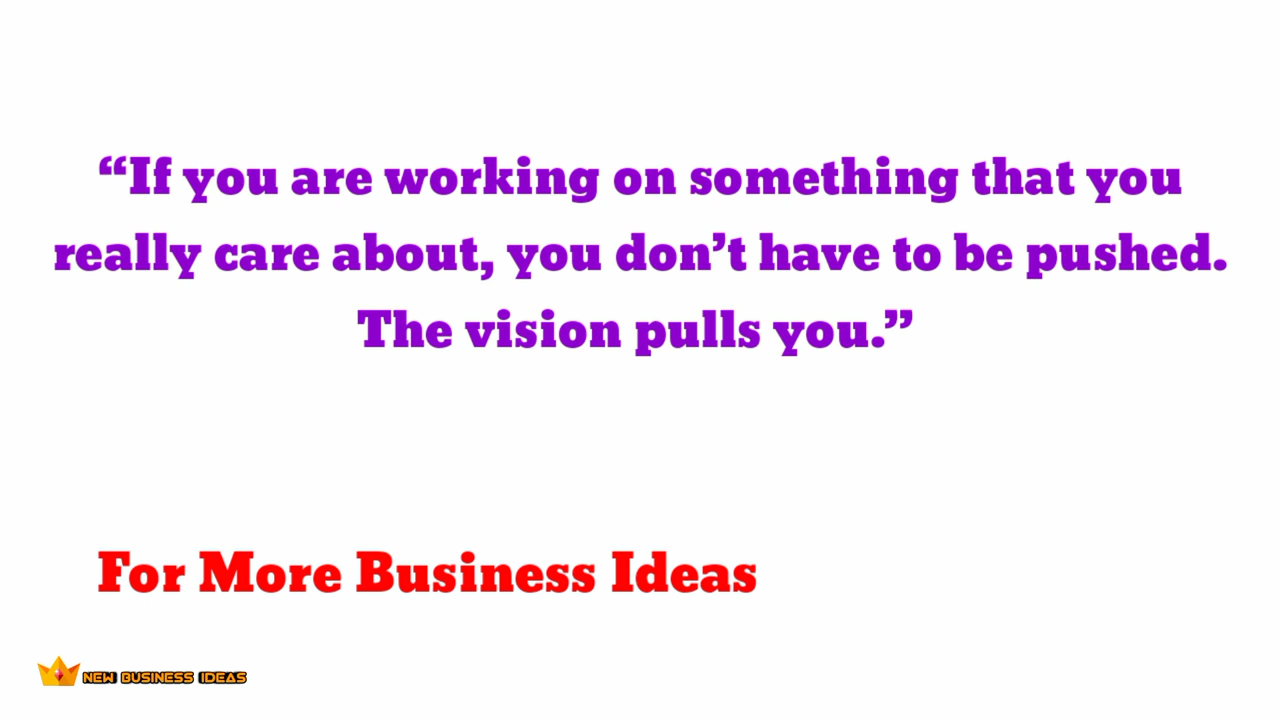 “If you are working on something that you
really care about, you don’t have to be pushed.
The vision pulls you.”
For More Business Ideas
NEW BUSINESS IDEAS